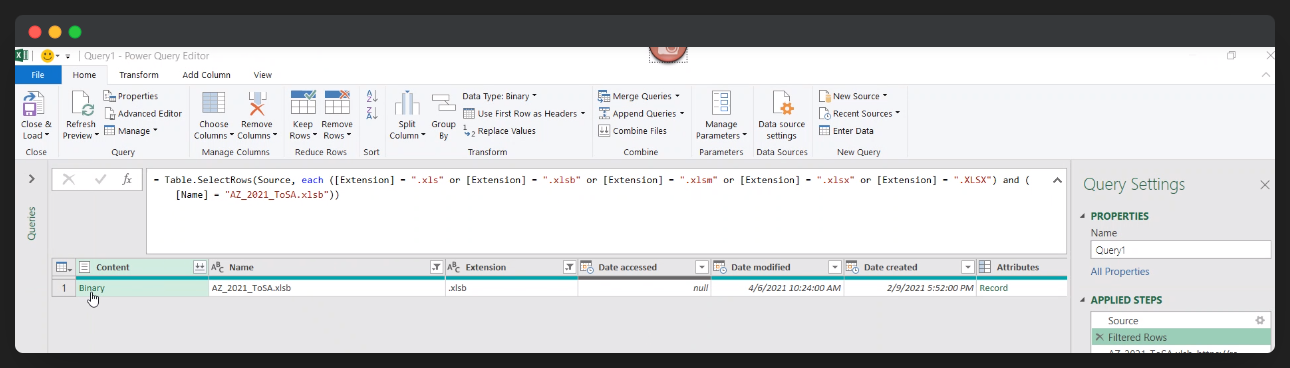 Query1 - Power Query Editor
File Home Transform Add Column View
Close & Load
Refresh Preview
Properties
Advanced Editor
Manage
Choose Columns
Remove Columns
Keep Rows
Remove Rows
Split Column
Group By
Data Type: Binary
Use First Row as Headers
Replace Values
Merge Queries
Append Queries
Combine Files
Manage Parameters
Data source settings
New Source
Recent Sources
Enter Data
Close Query Manage Columns Reduce Rows Sort Transform Combine Parameters Data Sources New Query
fx
= Table.SelectRows(Source, each ([Extension] = ".xls" or [Extension] = ".xlsb" or [Extension] = ".xlsm" or [Extension] = ".xlsx" or [Extension] = ".XLSX") and (
[Name] = "AZ_2021_ToSA.xlsb"))
Queries
Content ABC Name ABC Extension Date accessed Date modified Date created Attributes
1 Binary AZ_2021_ToSA.xlsb .xlsb null 4/6/2021 10:24:00 AM 2/9/2021 5:52:00 PM Record
Query Settings
PROPERTIES
Name
Query1
All Properties
APPLIED STEPS
Source
Filtered Rows